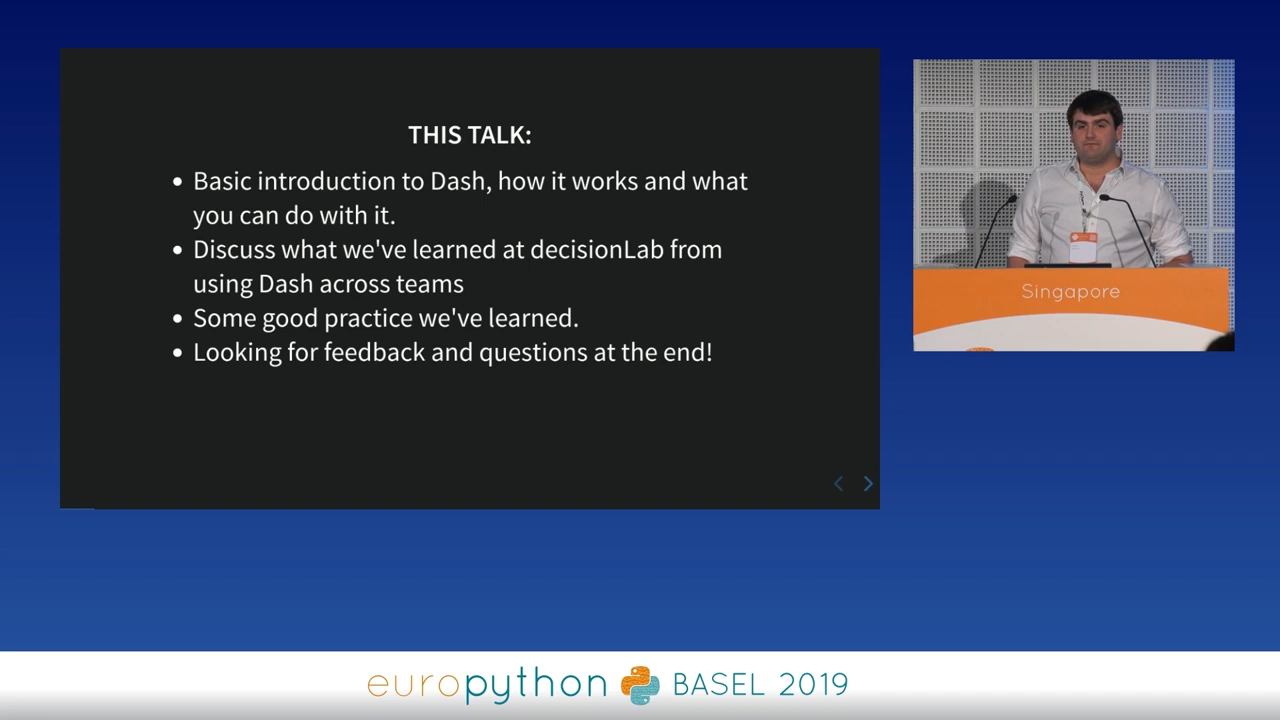 THIS TALK:
• Basic introduction to Dash, how it works and what
you can do with it.
• Discuss what we've learned at decisionLab from
using Dash across teams
• Some good practice we've learned.
• Looking for feedback and questions at the end!
Singapore
europython BASEL 2019